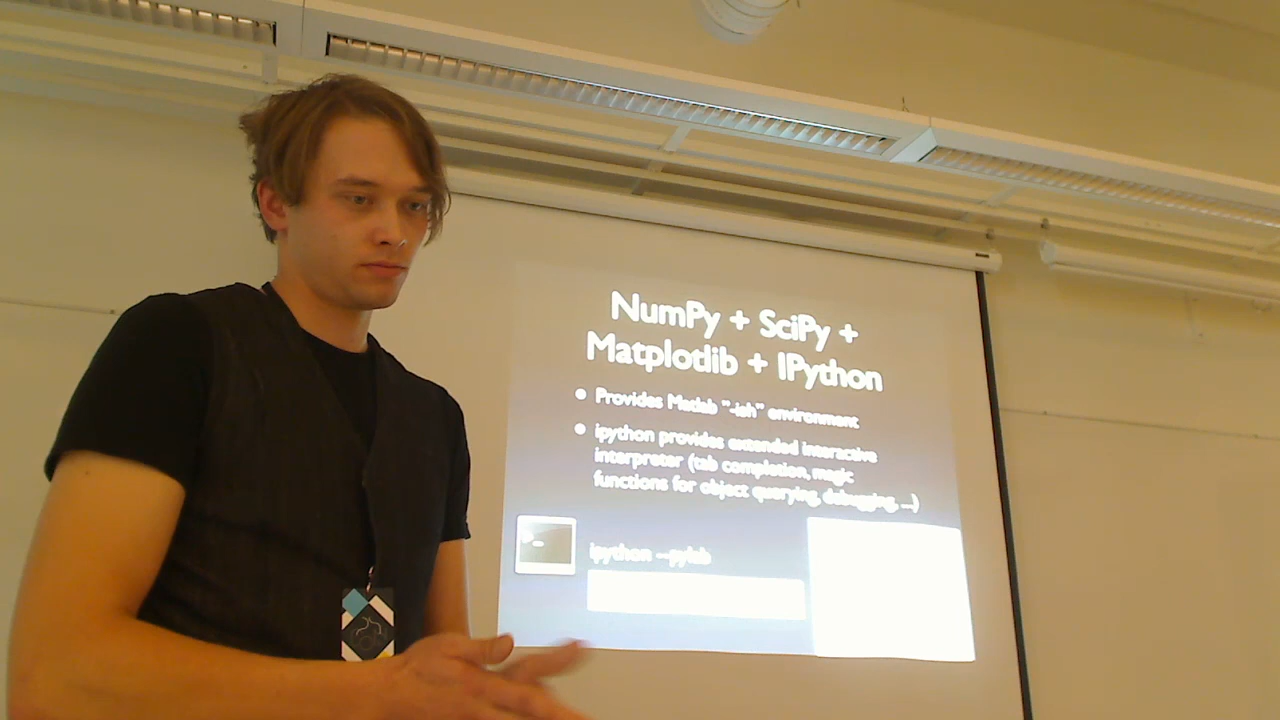 NumPy + SciPy +
Matplotlib + IPython
Provides Matlab "-ish" environment
ipython provides extended interactive
interpreter (tab completion, magic
functions for object querying, debugging, ...)
ipython --pylab